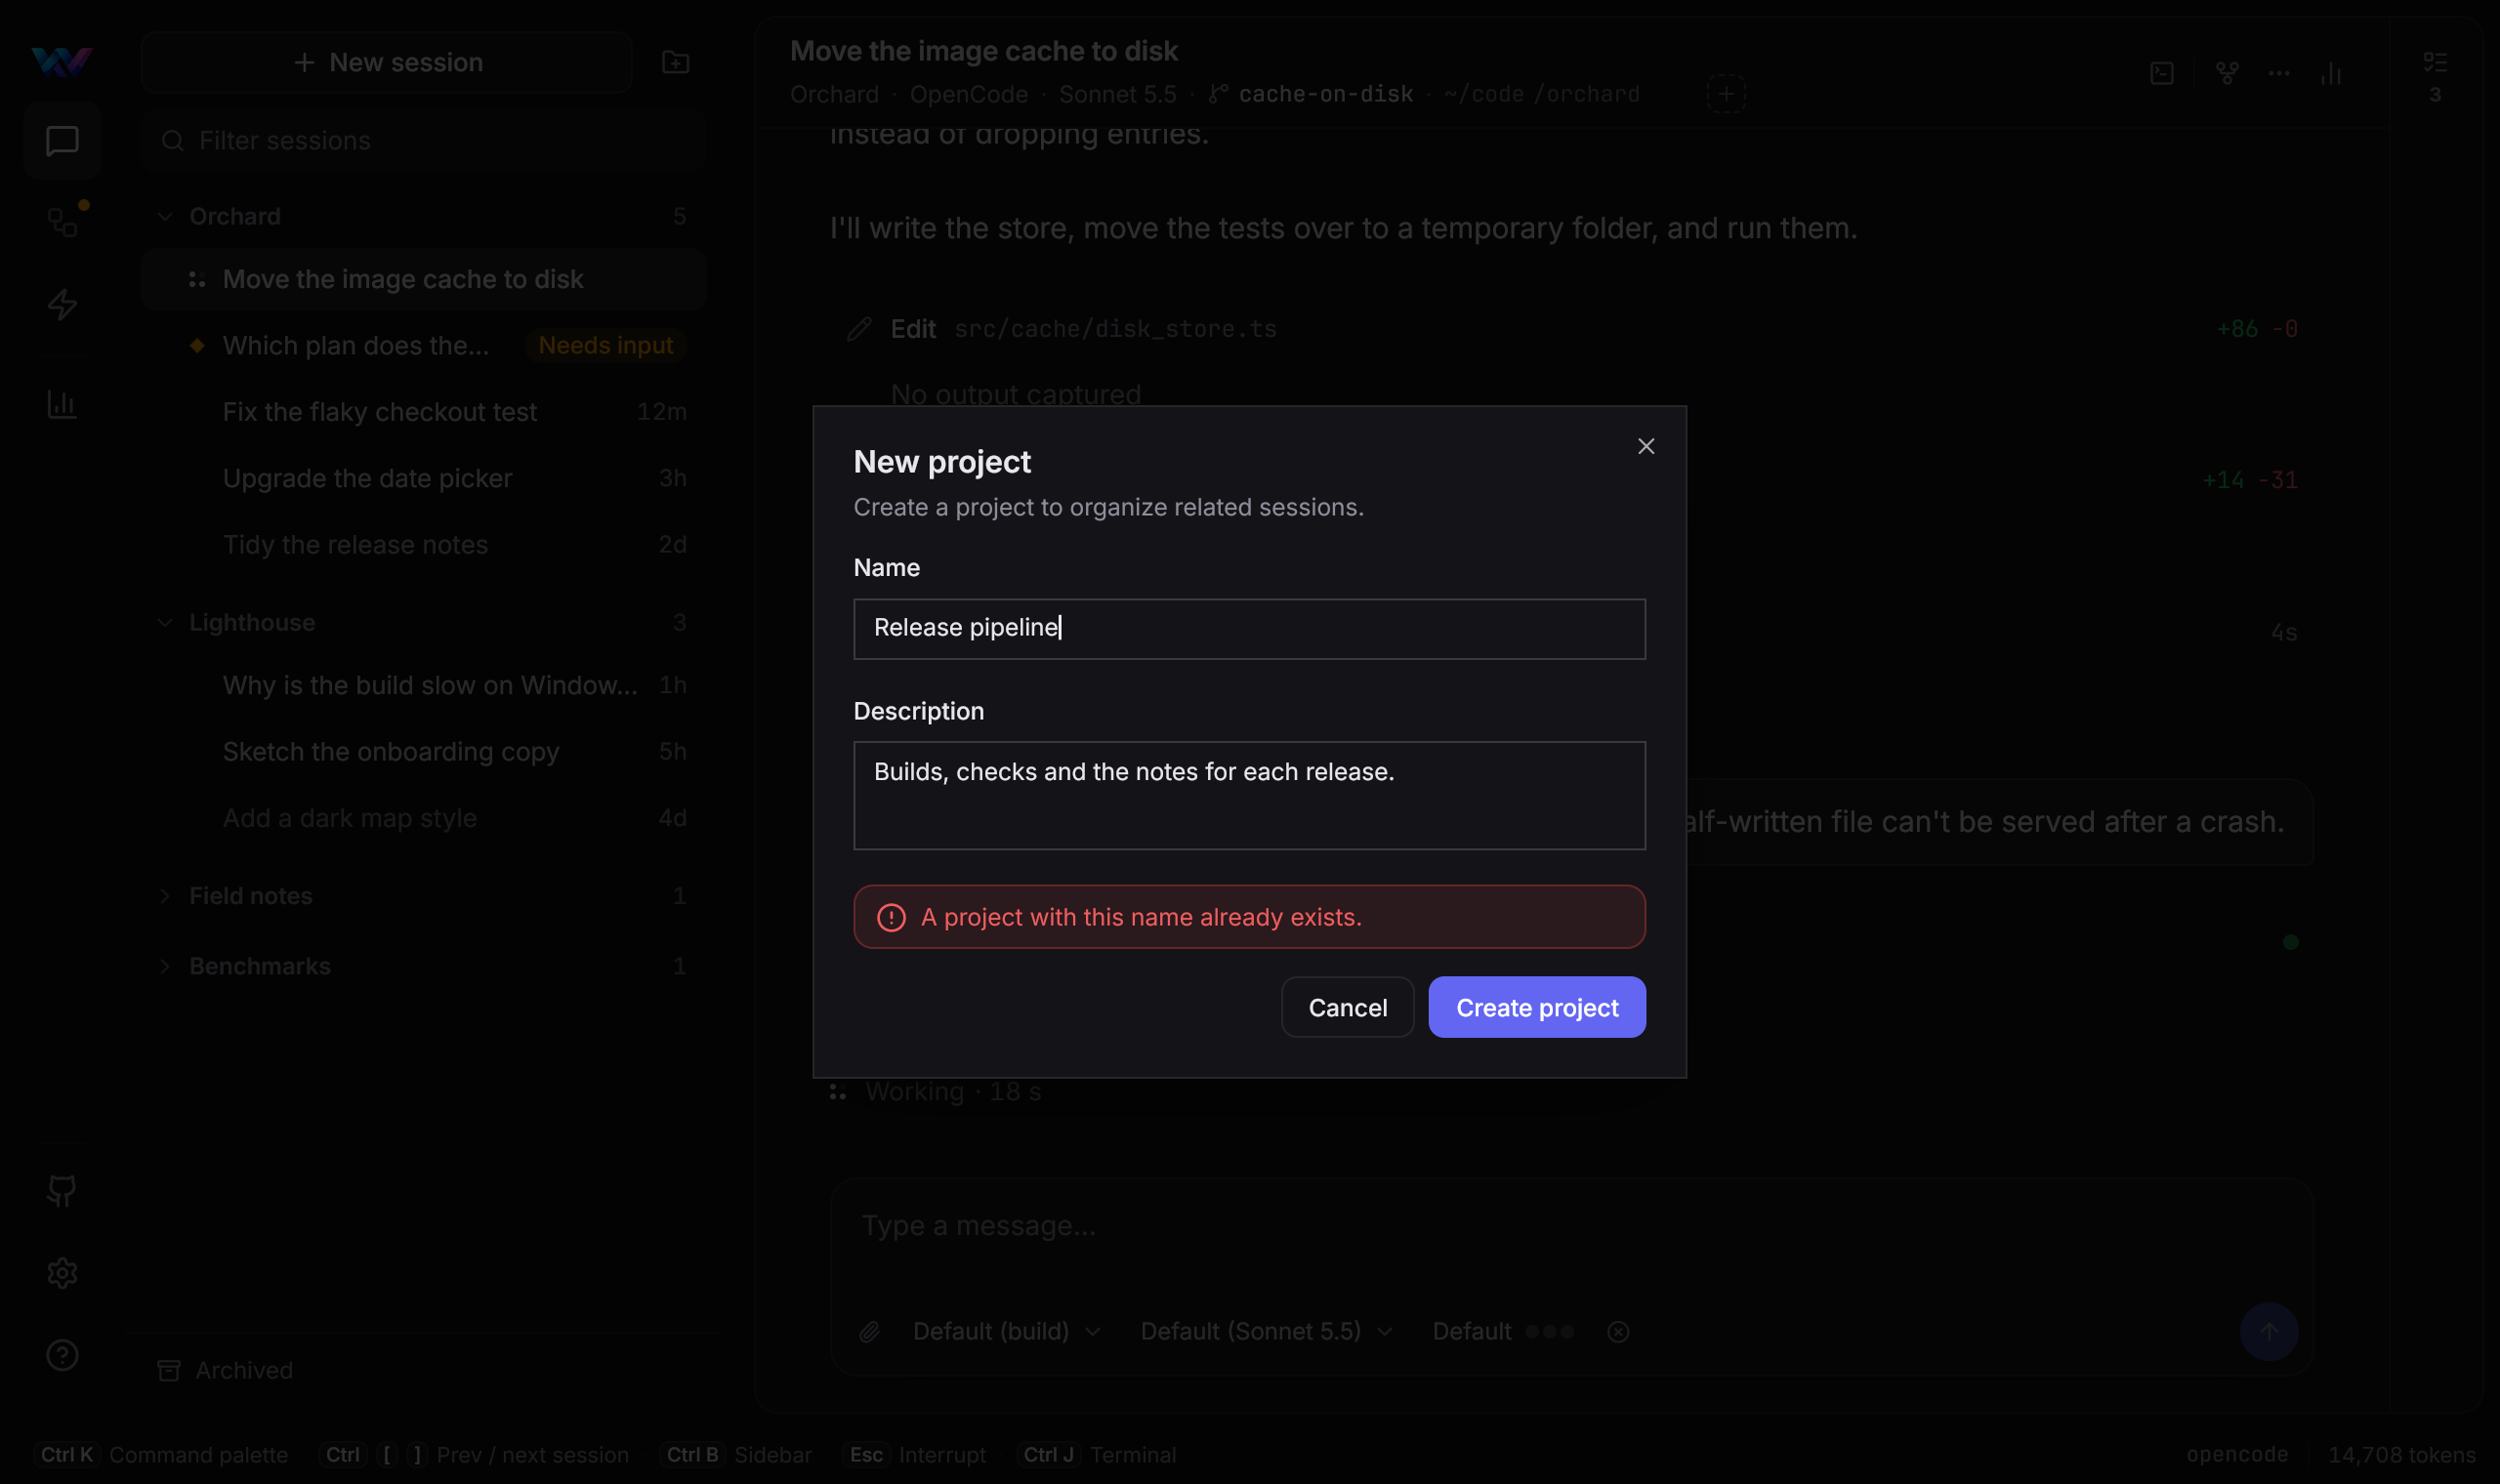 New session
Filter sessions
Orchard 5
Move the image cache to disk
Which plan does the... Needs input
Fix the flaky checkout test 12m
Upgrade the date picker 3h
Tidy the release notes 2d
Lighthouse 3
Why is the build slow on Window... 1h
Sketch the onboarding copy 5h
Add a dark map style 4d
Field notes 1
Benchmarks 1
Archived
Move the image cache to disk
Orchard · OpenCode · Sonnet 5.5 · cache-on-disk · ~/code/orchard
3
instead of dropping entries.
I'll write the store, move the tests over to a temporary folder, and run them.
Edit src/cache/disk_store.ts +86 -0
No output captured
+14 -31
4s
alf-written file can't be served after a crash.
New project
Create a project to organize related sessions.
Name
Release pipeline
Description
Builds, checks and the notes for each release.
A project with this name already exists.
Cancel Create project
Working · 18 s
Type a message...
Default (build) Default (Sonnet 5.5) Default
Ctrl K Command palette Ctrl [ ] Prev / next session Ctrl B Sidebar Esc Interrupt Ctrl J Terminal opencode 14,708 tokens